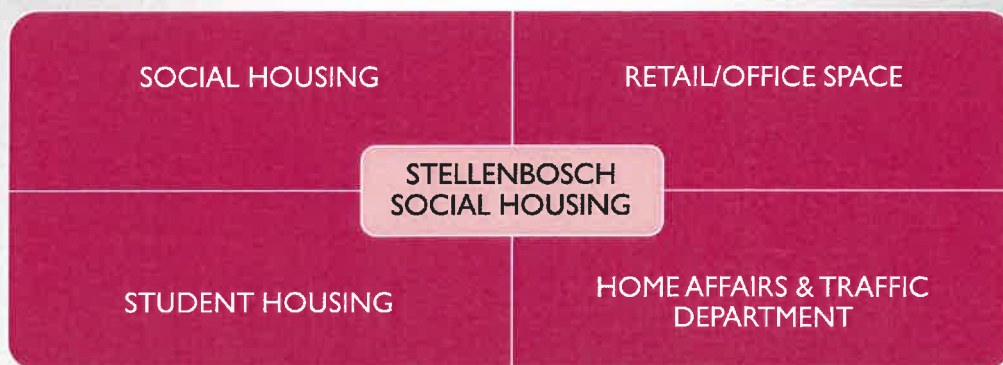 SOCIAL HOUSING
RETAIL/OFFICE SPACE
STELLENBOSCH
SOCIAL HOUSING
STUDENT HOUSING
HOME AFFAIRS & TRAFFIC
DEPARTMENT